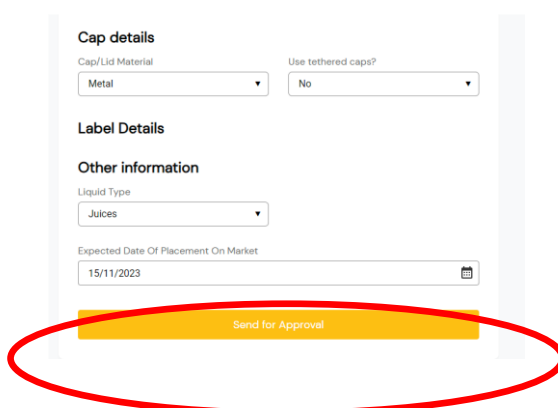 Cap details
Cap/Lid Material Use tethered caps?
Metal No
Label Details
Other information
Liquid Type
Juices
Expected Date Of Placement On Market
15/11/2023
Send for Approval